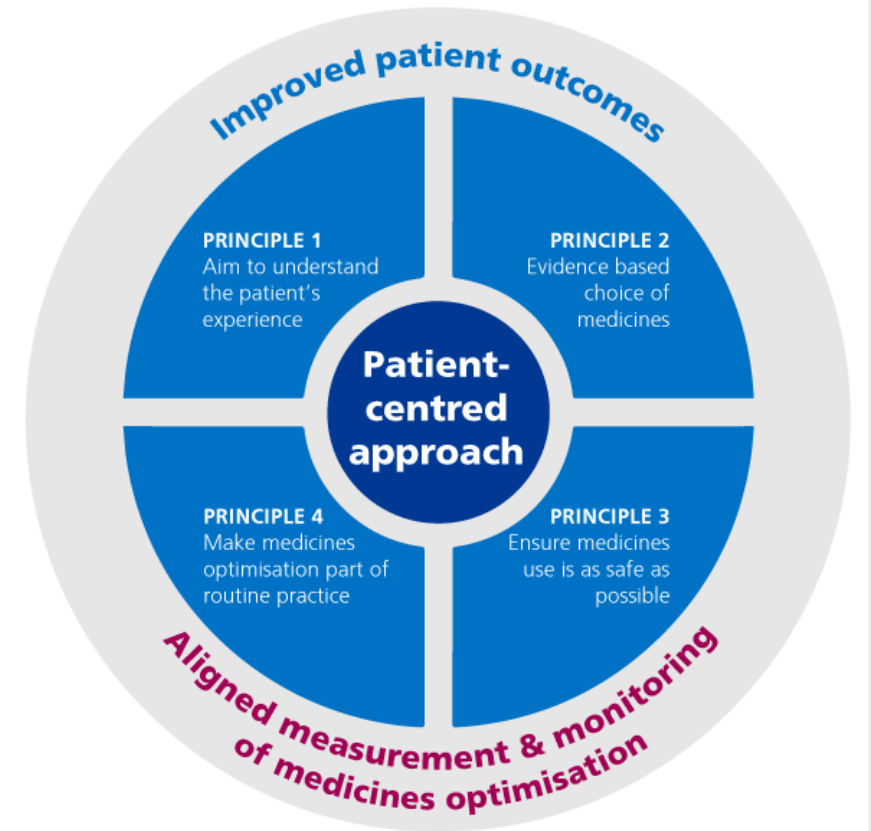 Improved patient outcomes
PRINCIPLE 1
Aim to understand
the patient’s
experience
PRINCIPLE 2
Evidence based
choice of
medicines
Patient-
centred
approach
PRINCIPLE 4
Make medicines
optimisation part of
routine practice
PRINCIPLE 3
Ensure medicines
use is as safe as
possible
Aligned measurement & monitoring
of medicines optimisation